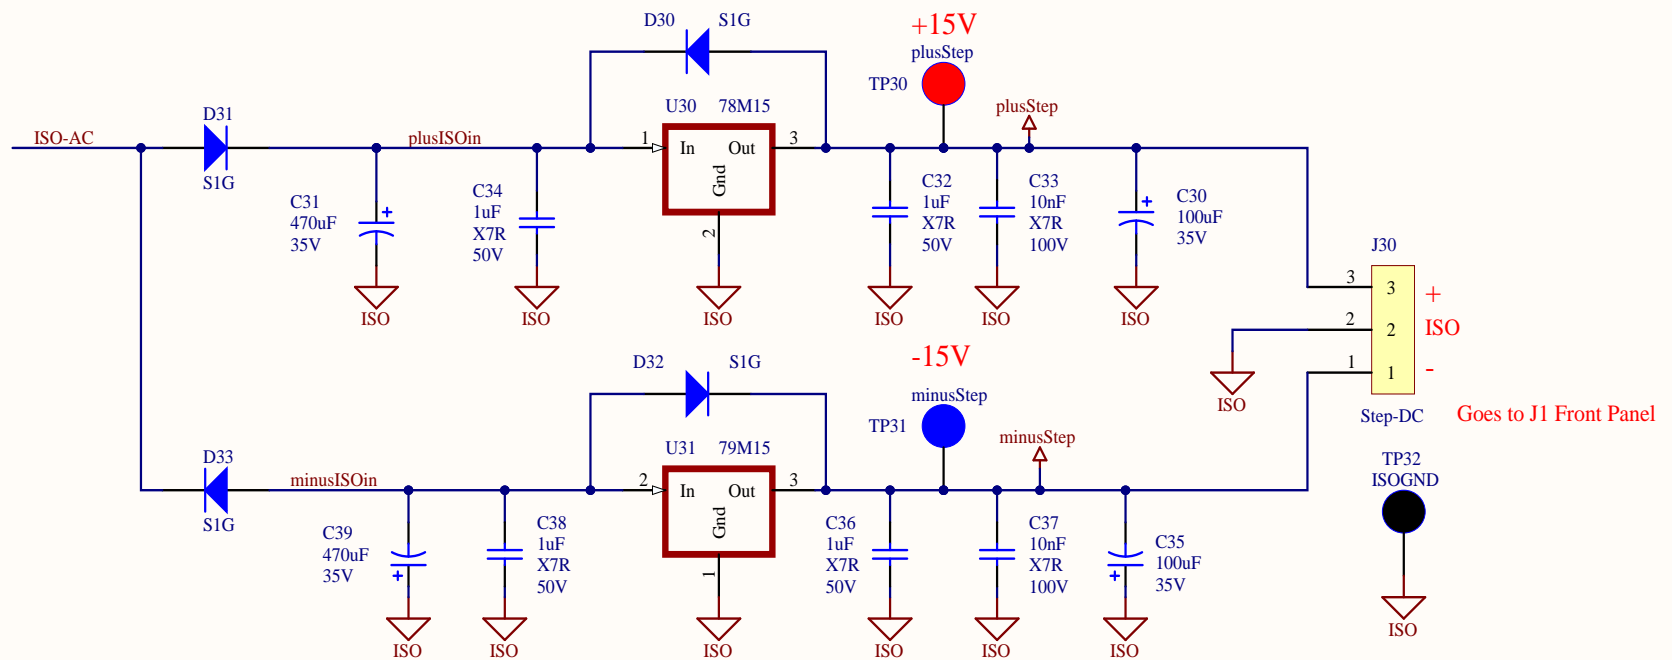 D30 S1G
+15V
plusStep
TP30
D31
S1G
ISO-AC
plusISOin
U30 78M15
1
In Out
3
Gnd
2
plusStep
C31
470uF
35V
+
C34
1uF
X7R
50V
C32
1uF
X7R
50V
C33
10nF
X7R
100V
C30
100uF
35V
+
ISO
ISO
ISO
ISO
ISO
ISO
J30
3 3
+
2 2
ISO
1 1
-
ISO
Step-DC
Goes to J1 Front Panel
D32 S1G
-15V
minusStep
TP31
D33
S1G
minusISOin
U31 79M15
2
In Out
3
Gnd
1
minusStep
C39
470uF
35V
+
C38
1uF
X7R
50V
C36
1uF
X7R
50V
C37
10nF
X7R
100V
C35
100uF
35V
+
TP32
ISOGND
ISO
ISO
ISO
ISO
ISO
ISO
ISO